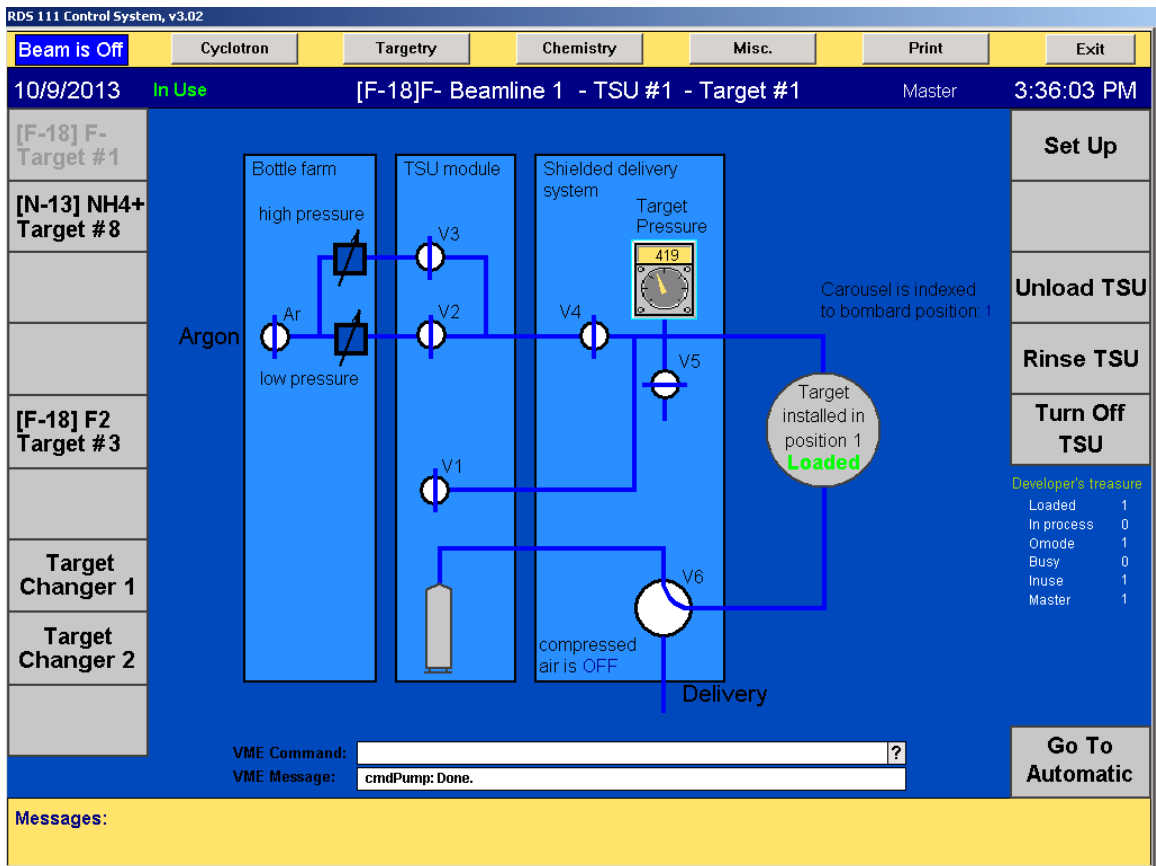 RDS 111 Control System, v3.02
Beam is Off
Cyclotron
Targetry
Chemistry
Misc.
Print
Exit
10/9/2013
In Use
[F-18]F- Beamline 1 - TSU #1 - Target #1
Master
3:36:03 PM
[F-18] F-
Target #1
[N-13] NH4+
Target #8
[F-18] F2
Target #3
Target
Changer 1
Target
Changer 2
Bottle farm
high pressure
Ar
Argon
low pressure
TSU module
V3
V2
V1
Shielded delivery
system
Target
Pressure
419
V4
V5
V6
compressed
air is OFF
Delivery
Carousel is indexed
to bombard position: 1
Target
installed in
position 1
Loaded
Set Up
Unload TSU
Rinse TSU
Turn Off
TSU
Developer's treasure
Loaded 1
In process 0
Omode 1
Busy 0
Inuse 1
Master 1
Go To
Automatic
VME Command:
?
VME Message: cmdPump: Done.
Messages: